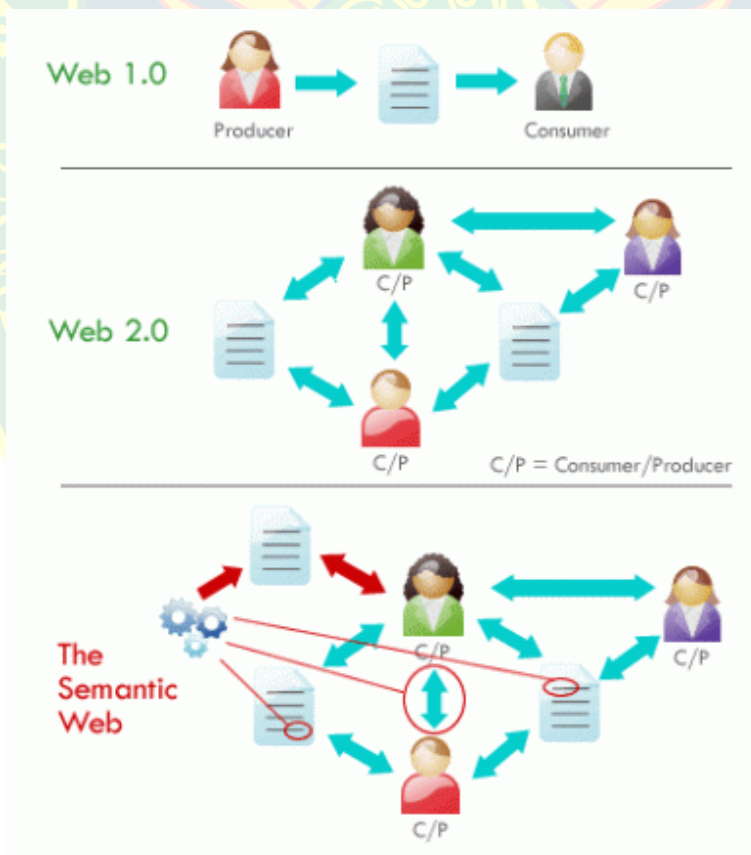 Web 1.0
Producer
Consumer
C/P
C/P
Web 2.0
C/P
C/P = Consumer/Producer
C/P
C/P
The
Semantic
Web
C/P